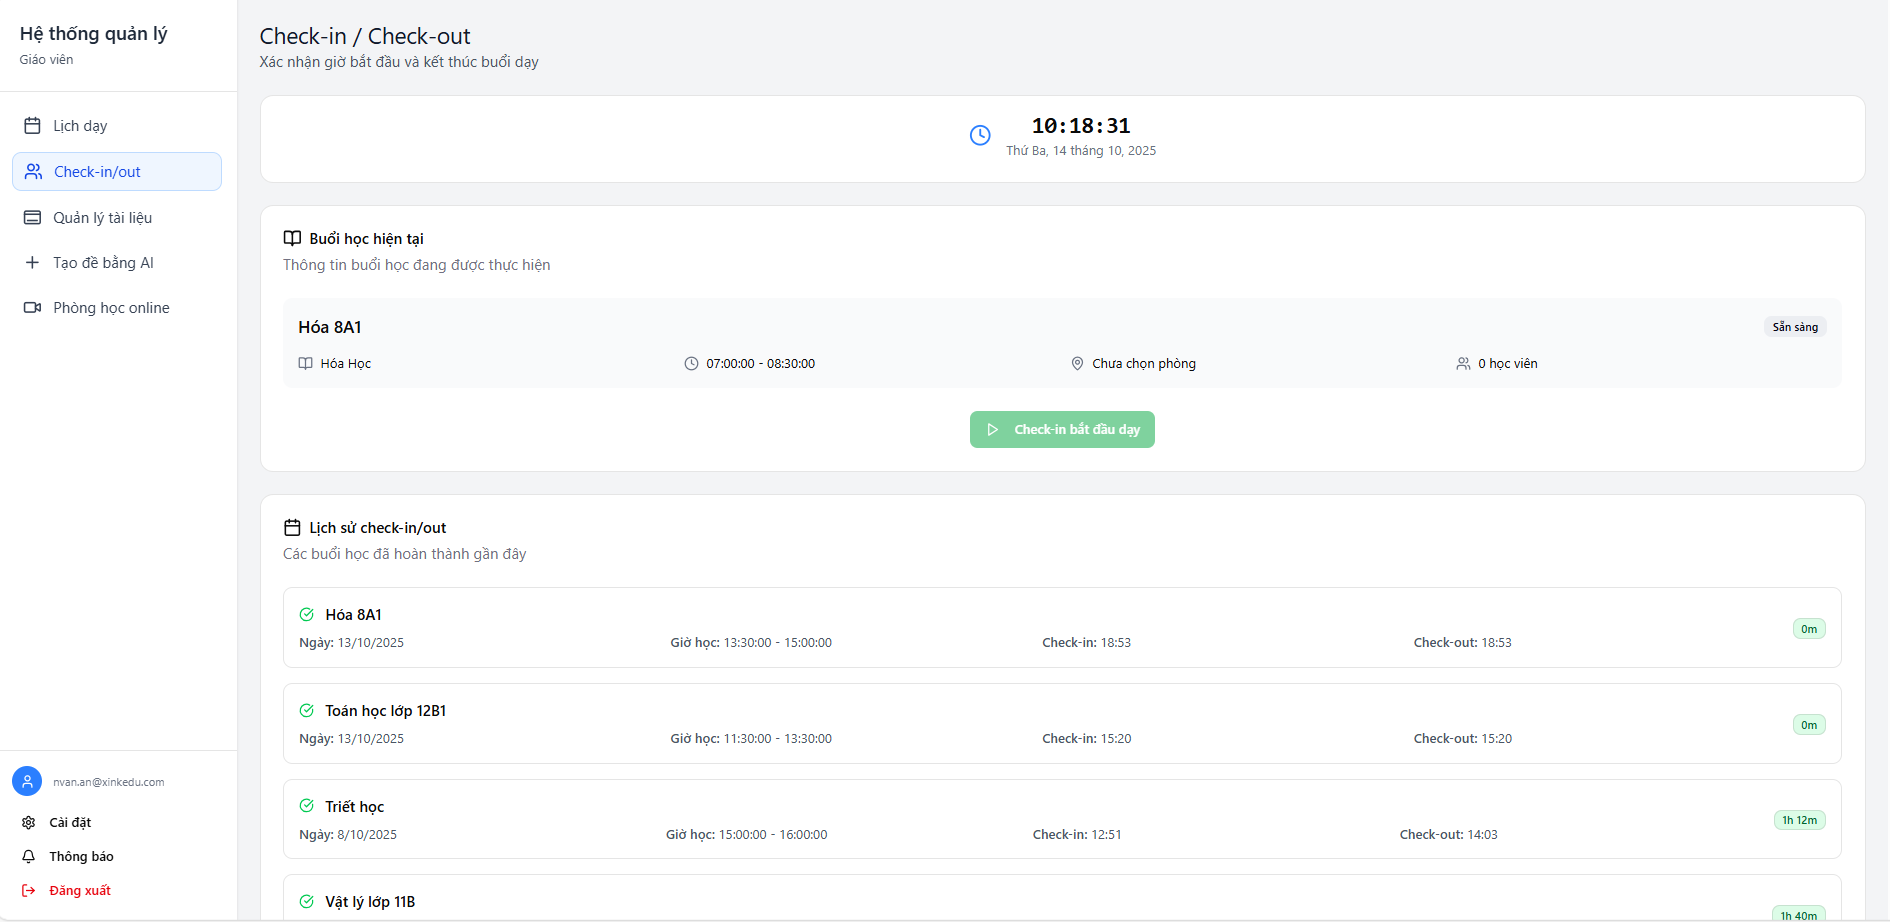 Hệ thống quản lý
Giáo viên
Lịch dạy
Check-in/out
Quản lý tài liệu
Tạo đề bằng AI
Phòng học online
nvan.an@xinkedu.com
Cài đặt
Thông báo
Đăng xuất
Check-in / Check-out
Xác nhận giờ bắt đầu và kết thúc buổi dạy
10:18:31
Thứ Ba, 14 tháng 10, 2025
Buổi học hiện tại
Thông tin buổi học đang được thực hiện
Hóa 8A1
Sẵn sàng
Hóa Học 07:00:00 - 08:30:00 Chưa chọn phòng 0 học viên
Check-in bắt đầu dạy
Lịch sử check-in/out
Các buổi học đã hoàn thành gần đây
Hóa 8A1
Ngày: 13/10/2025 Giờ học: 13:30:00 - 15:00:00 Check-in: 18:53 Check-out: 18:53
0m
Toán học lớp 12B1
Ngày: 13/10/2025 Giờ học: 11:30:00 - 13:30:00 Check-in: 15:20 Check-out: 15:20
0m
Triết học
Ngày: 8/10/2025 Giờ học: 15:00:00 - 16:00:00 Check-in: 12:51 Check-out: 14:03
1h 12m
Vật lý lớp 11B
1h 40m